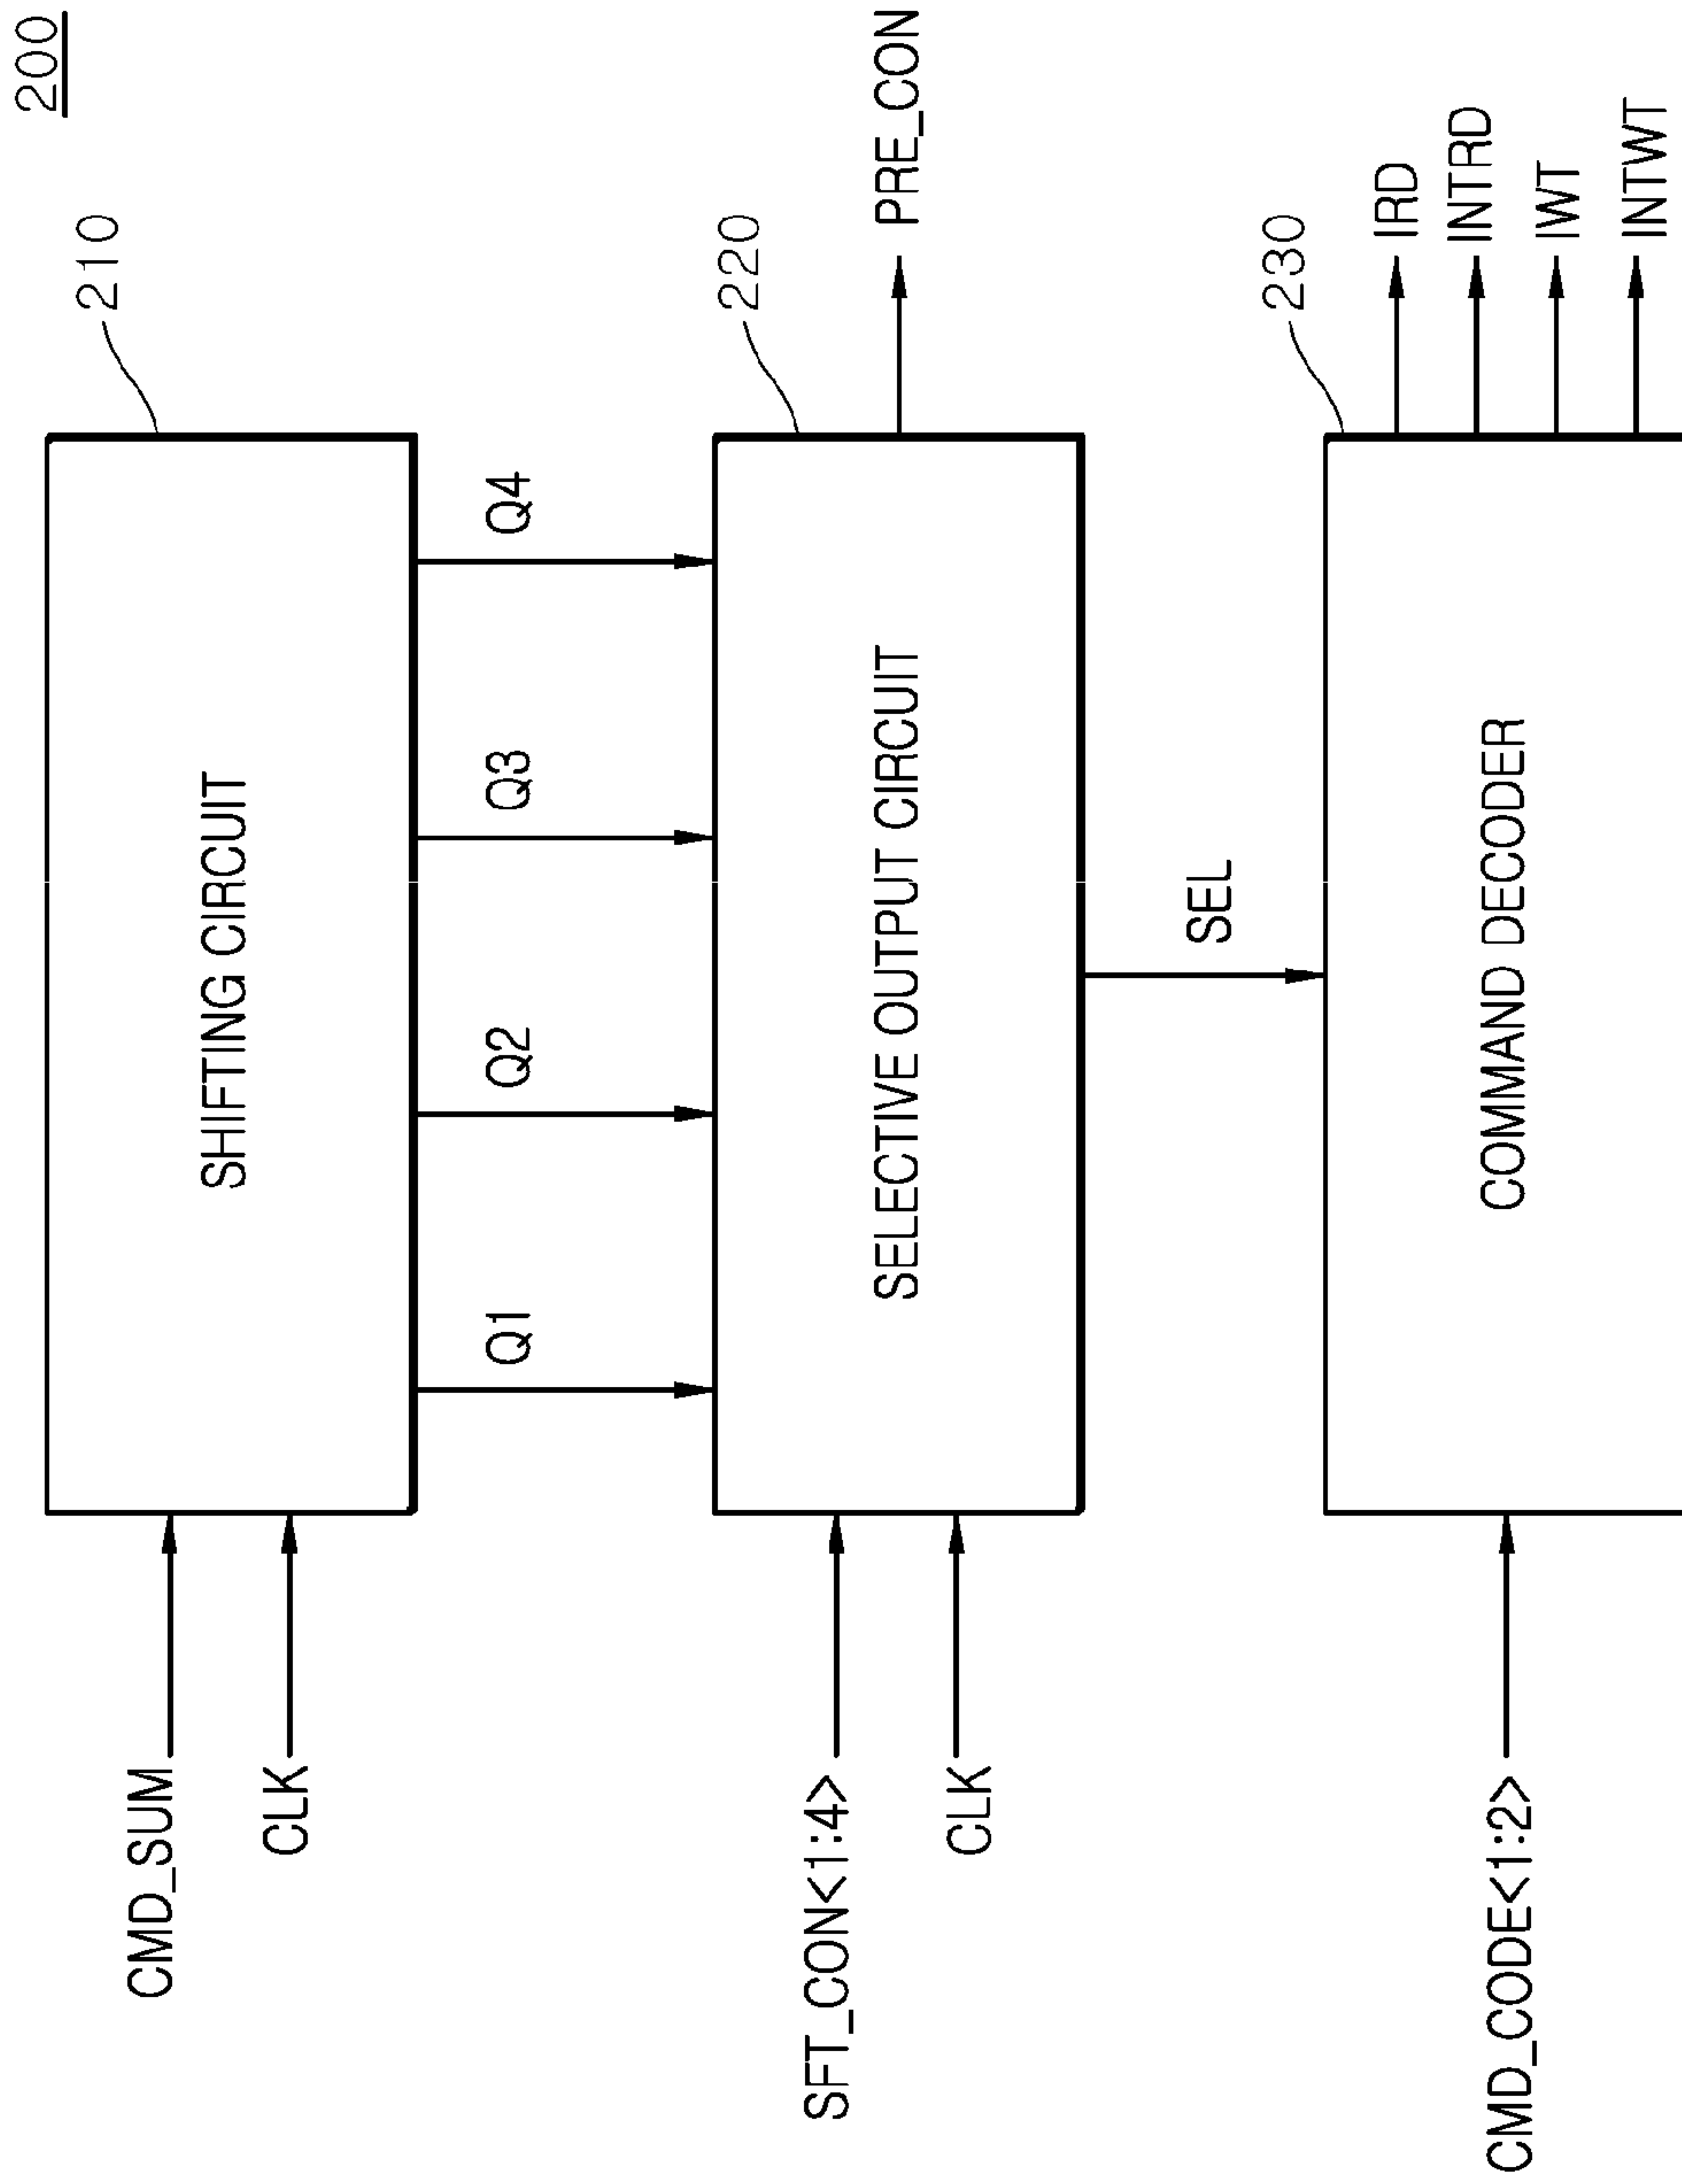 200
210
CMD_SUM
CLK
SHIFTING CIRCUIT
Q1
Q2
Q3
Q4
220
SFT_CON<1:4>
CLK
SELECTIVE OUTPUT CIRCUIT
PRE_CON
SEL
230
CMD_CODE<1:2>
COMMAND DECODER
IRD
INTRD
IWT
INTWT